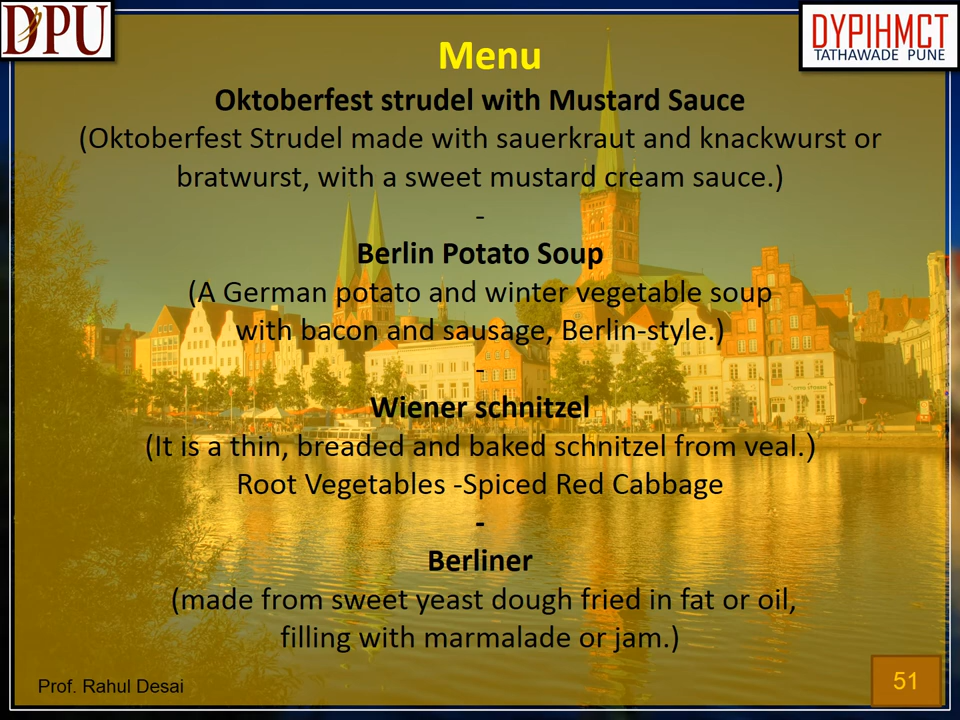 DPU
DYPIHMCT
TATHAWADE PUNE
Menu
Oktoberfest strudel with Mustard Sauce
(Oktoberfest Strudel made with sauerkraut and knackwurst or
bratwurst, with a sweet mustard cream sauce.)
-
Berlin Potato Soup
(A German potato and winter vegetable soup
with bacon and sausage, Berlin-style.)
-
Wiener schnitzel
(It is a thin, breaded and baked schnitzel from veal.)
Root Vegetables -Spiced Red Cabbage
-
Berliner
(made from sweet yeast dough fried in fat or oil,
filling with marmalade or jam.)
Prof. Rahul Desai
51